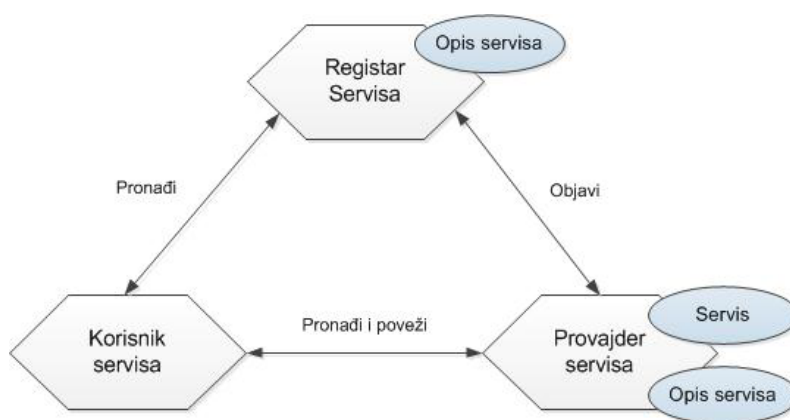 Opis servisa
Registar
Servisa
Pronađi
Objavi
Korisnik
servisa
Pronađi i poveži
Provajder
servisa
Servis
Opis servisa